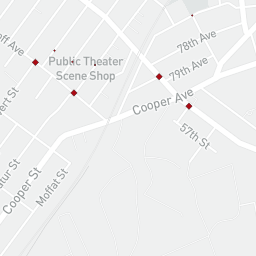 78th Ave
79th Ave
Public Theater
Scene Shop
Cooper Ave
57th St
Cooper St
Moffat St